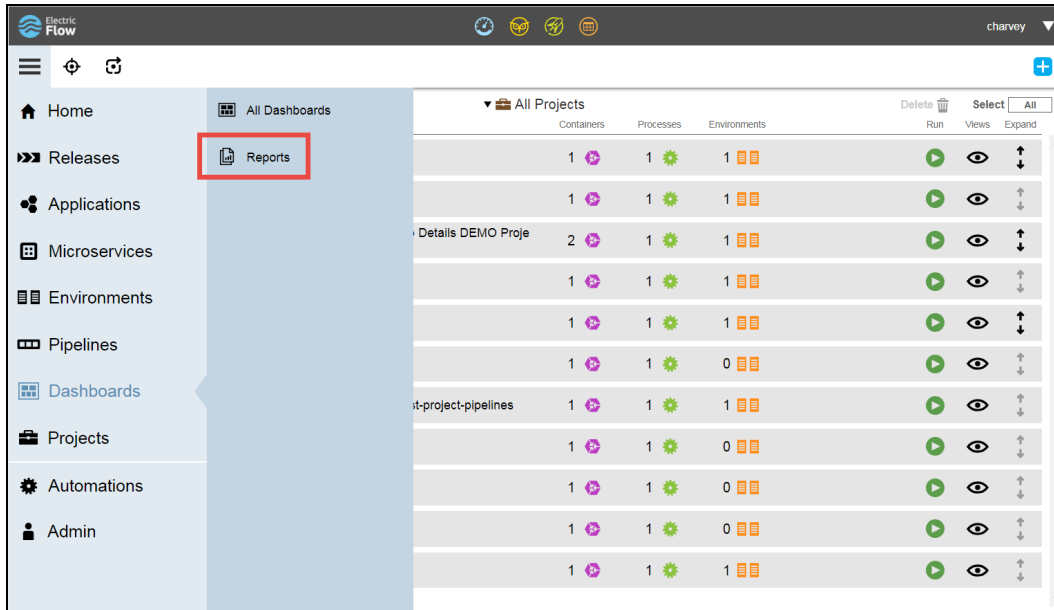 Electric
Flow
charvey
Home
Releases
Applications
Microservices
Environments
Pipelines
Dashboards
Projects
Automations
Admin
All Dashboards
Reports
All Projects
Delete
Select All
Containers Processes Environments Run Views Expand
1 1 1
1 1 1
Details DEMO Proje 2 1 1
1 1 1
1 1 1
1 1 0
st-project-pipelines 1 1 1
1 1 0
1 1 0
1 1 0
1 1 1